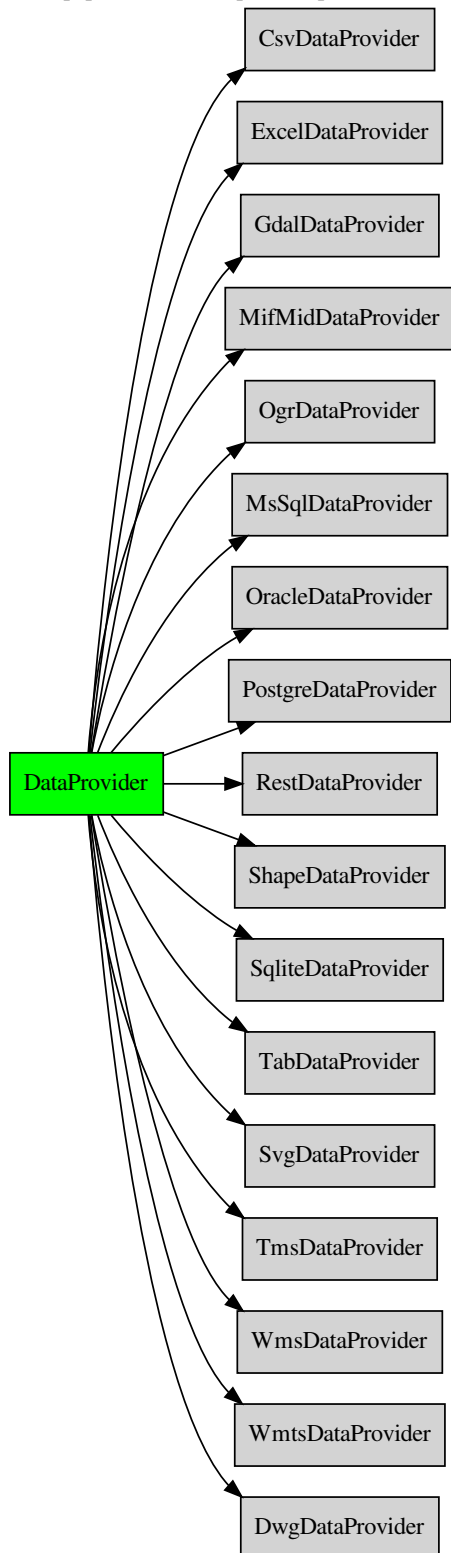 CsvDataProvider
ExcelDataProvider
GdalDataProvider
MifMidDataProvider
OgrDataProvider
MsSqlDataProvider
OracleDataProvider
PostgreDataProvider
DataProvider
RestDataProvider
ShapeDataProvider
SqliteDataProvider
TabDataProvider
SvgDataProvider
TmsDataProvider
WmsDataProvider
WmtsDataProvider
DwgDataProvider